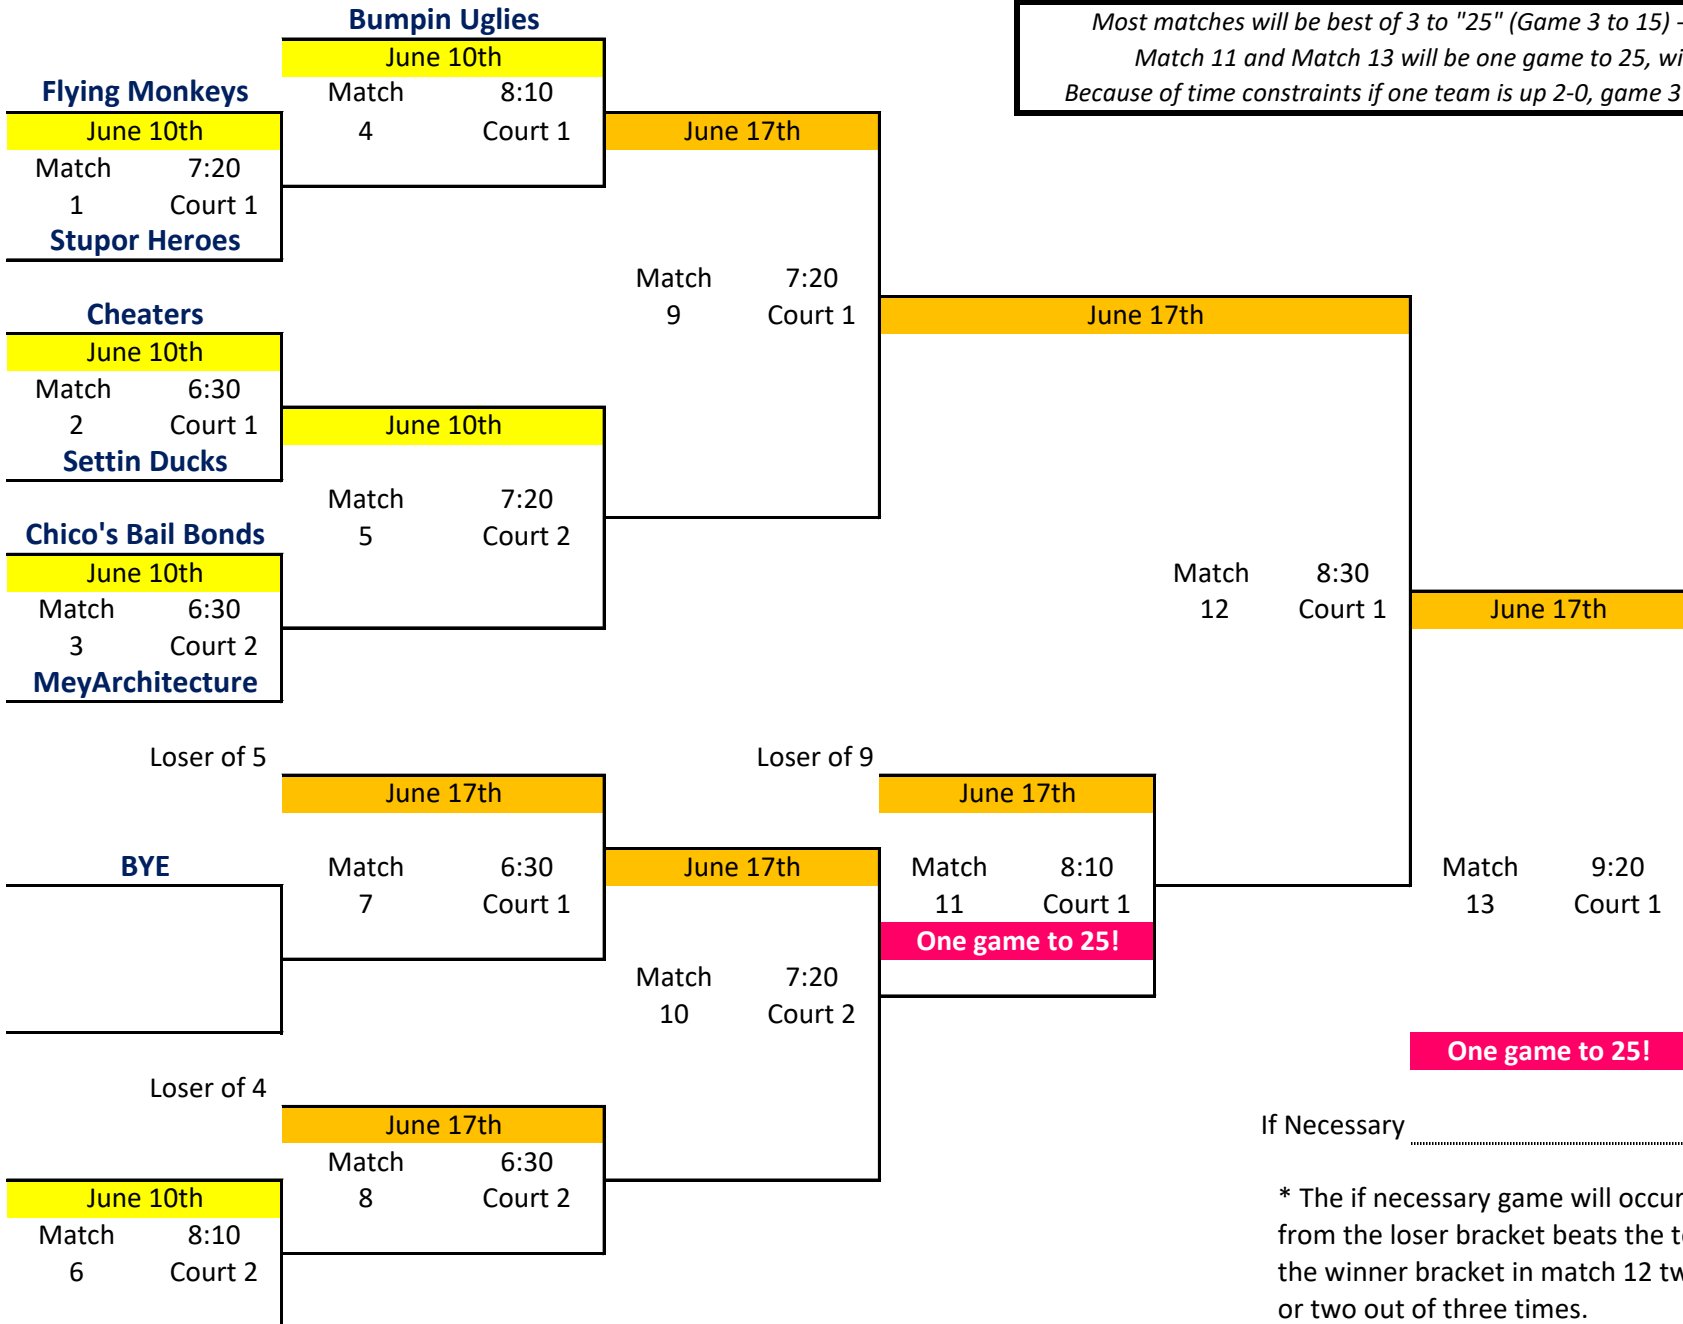 Bumpin Uglies
Most matches will be best of 3 to "25" (Game 3 to 15) -
June 10th
Match 11 and Match 13 will be one game to 25, wi
Flying Monkeys
Match 8:10
Because of time constraints if one team is up 2-0, game 3
June 10th
4 Court 1
June 17th
Match 7:20
1 Court 1
Stupor Heroes
Match 7:20
Cheaters
9 Court 1
June 17th
June 10th
Match 6:30
2 Court 1
June 10th
Settin Ducks
Match 7:20
Chico's Bail Bonds
5 Court 2
June 10th
Match 8:30
Match 6:30
12 Court 1
June 17th
3 Court 2
MeyArchitecture
Loser of 5
Loser of 9
June 17th
June 17th
BYE
Match 6:30
June 17th
Match 8:10
Match 9:20
7 Court 1
11 Court 1
13 Court 1
One game to 25!
Match 7:20
10 Court 2
One game to 25!
Loser of 4
June 17th
If Necessary
Match 6:30
June 10th
8 Court 2
* The if necessary game will occur
Match 8:10
from the loser bracket beats the te
6 Court 2
the winner bracket in match 12 tw
or two out of three times.